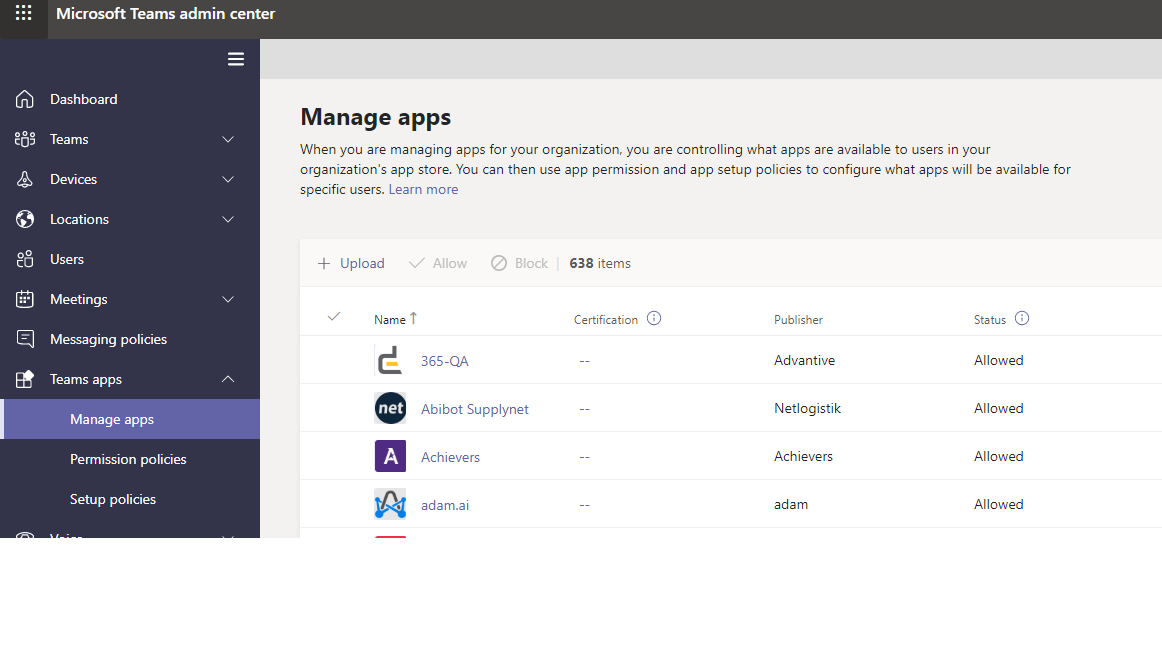 Microsoft Teams admin center
Dashboard
Teams
Devices
Locations
Users
Meetings
Messaging policies
Teams apps
Manage apps
Permission policies
Setup policies
Voice
Manage apps
When you are managing apps for your organization, you are controlling what apps are available to users in your
organization's app store. You can then use app permission and app setup policies to configure what apps will be available for
specific users. Learn more
+ Upload Allow Block | 638 items
Name ↑ Certification Publisher Status
365-QA -- Advantive Allowed
net Abibot Supplynet -- Netlogistik Allowed
A Achievers -- Achievers Allowed
adam.ai -- adam Allowed